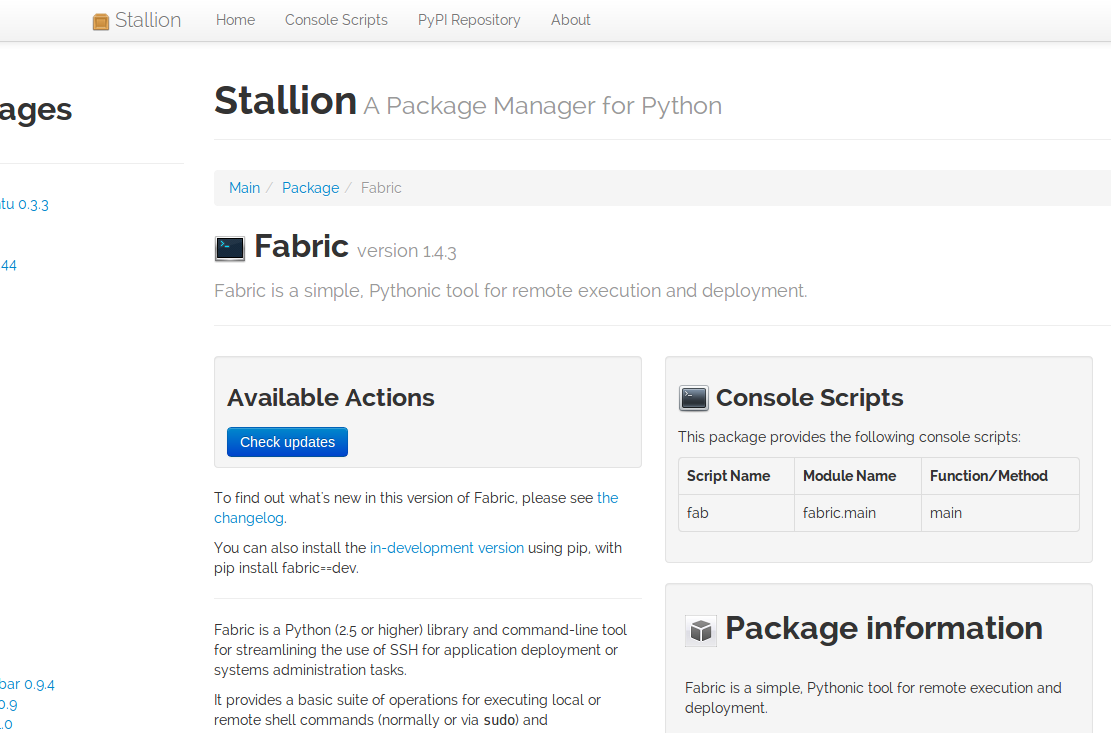 Stallion Home Console Scripts PyPI Repository About
ages
tu 0.3.3
44
bar 0.9.4
0.9
.0
Stallion A Package Manager for Python
Main / Package / Fabric
Fabric version 1.4.3
Fabric is a simple, Pythonic tool for remote execution and deployment.
Available Actions
Check updates
To find out what's new in this version of Fabric, please see the
changelog.
You can also install the in-development version using pip, with
pip install fabric==dev.
Fabric is a Python (2.5 or higher) library and command-line tool
for streamlining the use of SSH for application deployment or
systems administration tasks.
It provides a basic suite of operations for executing local or
remote shell commands (normally or via sudo) and
Console Scripts
This package provides the following console scripts:
Script Name Module Name Function/Method
fab fabric.main main
Package information
Fabric is a simple, Pythonic tool for remote execution and
deployment.